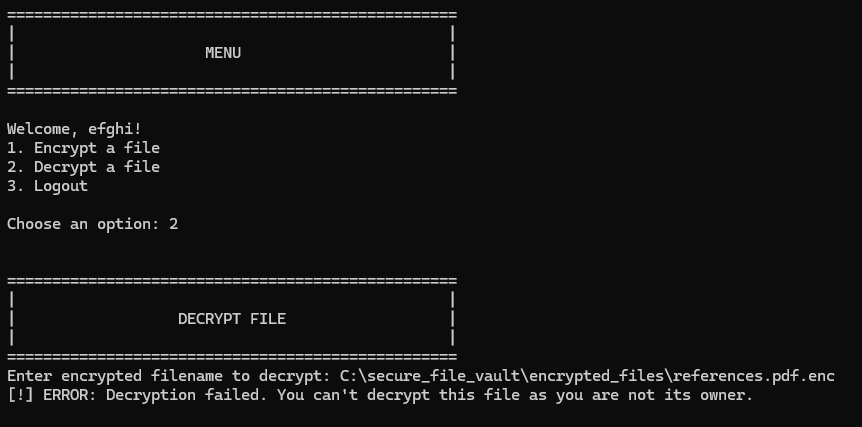 ==================================================
|                                                |
|                     MENU                       |
|                                                |
==================================================
Welcome, efghi!
1. Encrypt a file
2. Decrypt a file
3. Logout
Choose an option: 2
==================================================
|                                                |
|                  DECRYPT FILE                  |
|                                                |
==================================================
Enter encrypted filename to decrypt: C:\secure_file_vault\encrypted_files\references.pdf.enc
[!] ERROR: Decryption failed. You can't decrypt this file as you are not its owner.